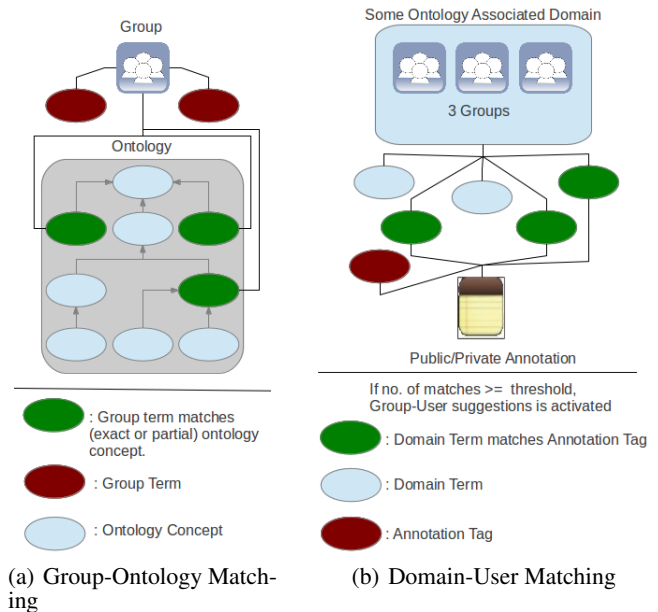 Group
Ontology
: Group term matches
(exact or partial) ontology
concept.
: Group Term
: Ontology Concept
(a) Group-Ontology Match-
ing
Some Ontology Associated Domain
3 Groups
Public/Private Annotation
If no. of matches >= threshold,
Group-User suggestions is activated
: Domain Term matches Annotation Tag
: Domain Term
: Annotation Tag
(b) Domain-User Matching